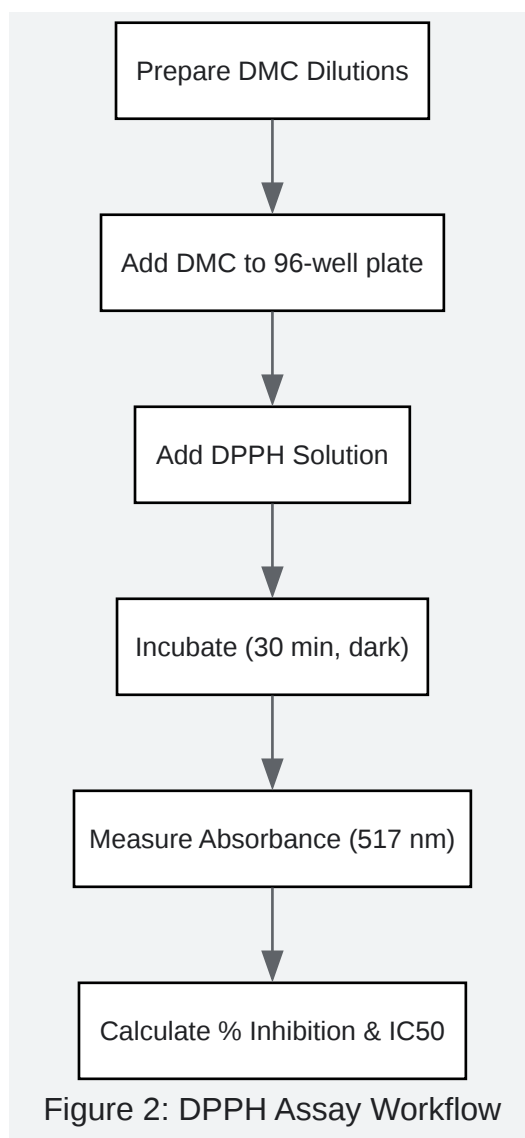 Prepare DMC Dilutions
Add DMC to 96-well plate
Add DPPH Solution
Incubate (30 min, dark)
Measure Absorbance (517 nm)
Calculate % Inhibition & IC50
Figure 2: DPPH Assay Workflow